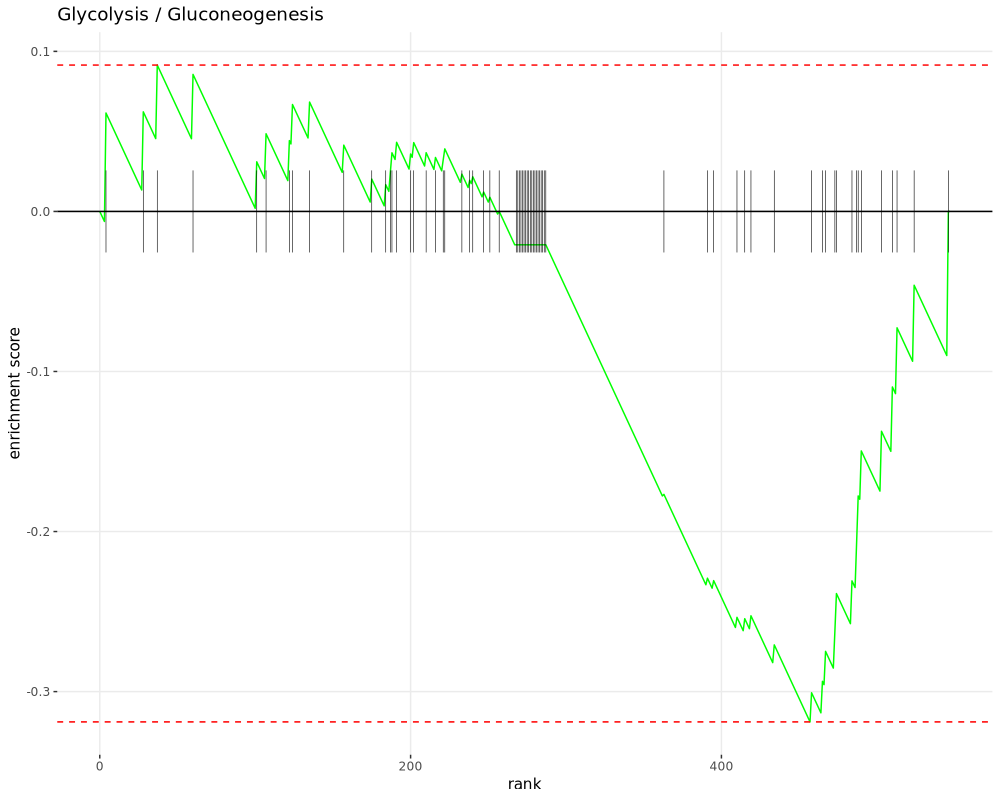 Glycolysis / Gluconeogenesis
0.1
0.0
-0.1
-0.2
-0.3
enrichment score
0 200 400
rank